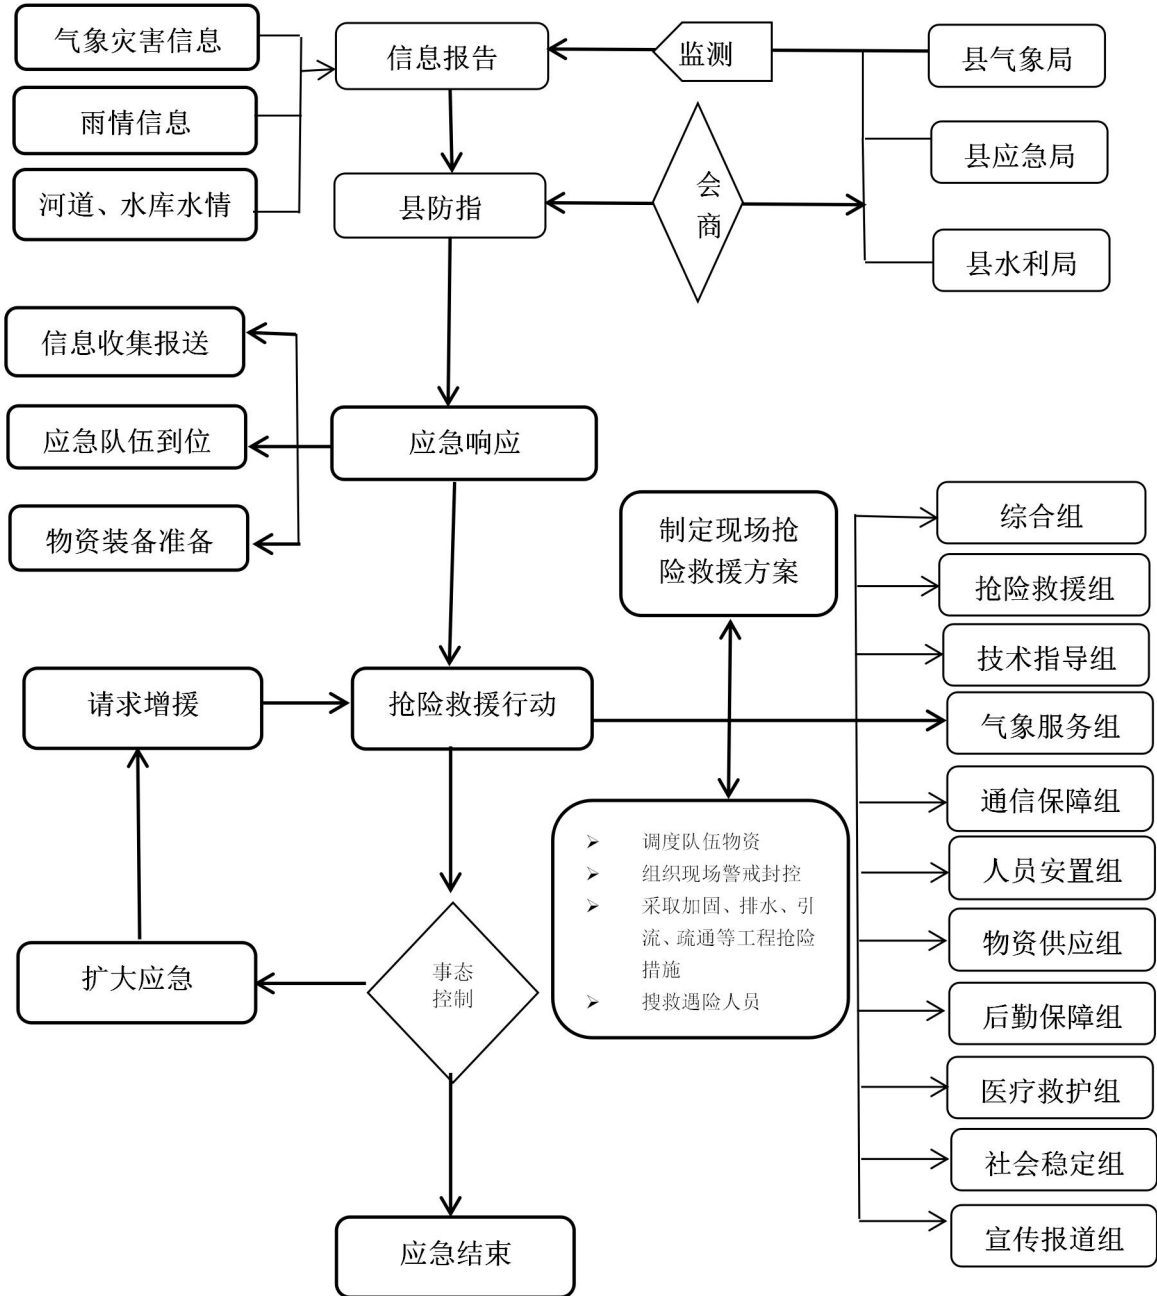 气象灾害信息
信息报告
监测
县气象局
雨情信息
县应急局
河道、水库水情
县防指
会
商
县水利局
信息收集报送
应急队伍到位
应急响应
物资装备准备
制定现场抢
险救援方案
综合组
抢险救援组
技术指导组
请求增援
抢险救援行动
气象服务组
通信保障组
调度队伍物资
组织现场警戒封控
采取加固、排水、引
流、疏通等工程抢险
措施
搜救遇险人员
人员安置组
物资供应组
扩大应急
事态
控制
后勤保障组
医疗救护组
社会稳定组
宣传报道组
应急结束